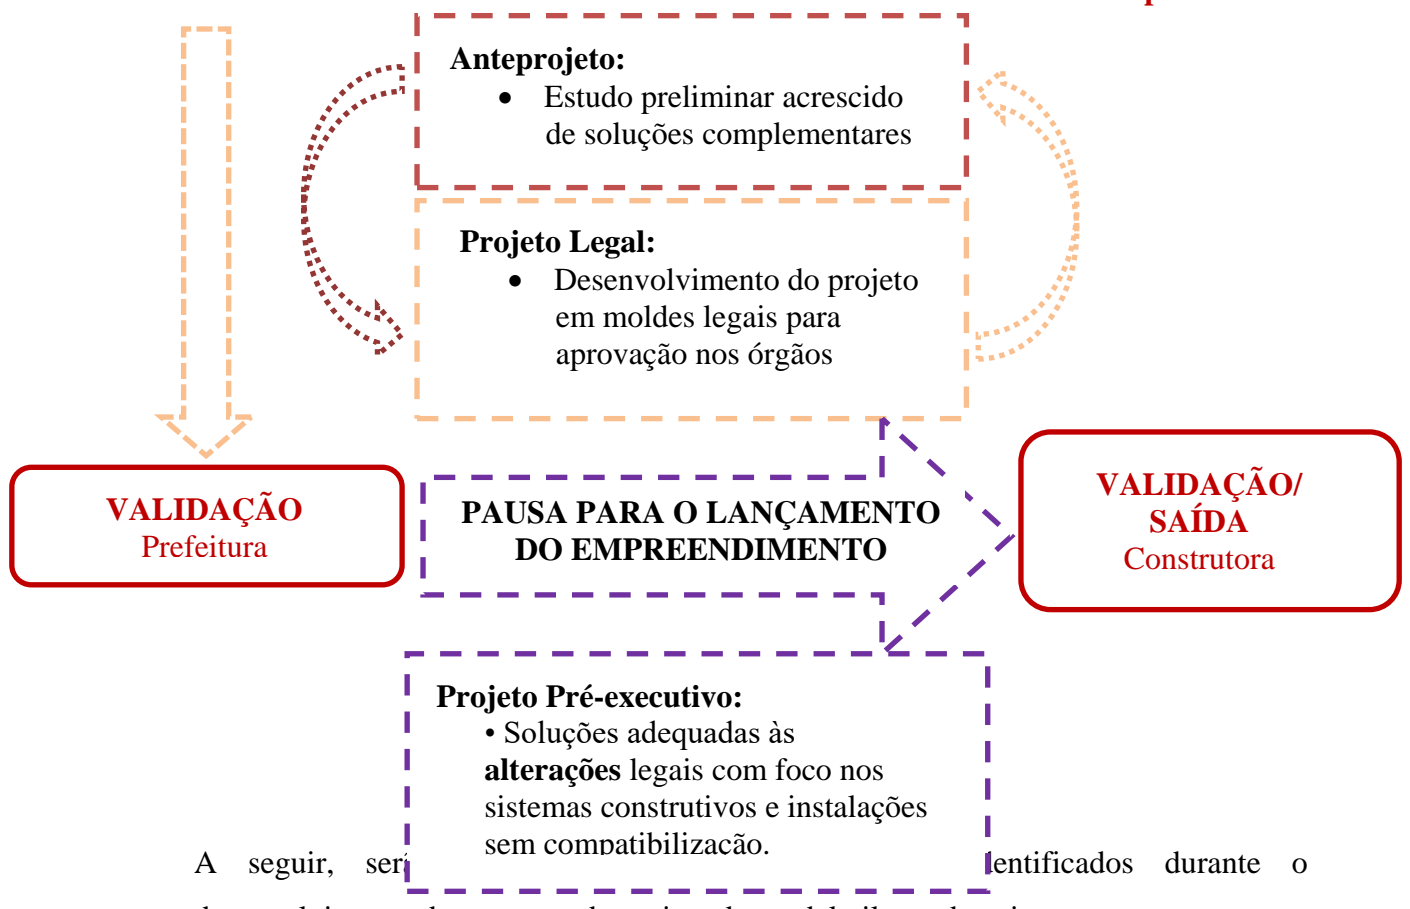 Anteprojeto:
• Estudo preliminar acrescido
de soluções complementares
Projeto Legal:
• Desenvolvimento do projeto
em moldes legais para
aprovação nos órgãos
VALIDAÇÃO
Prefeitura
PAUSA PARA O LANÇAMENTO
DO EMPREENDIMENTO
VALIDAÇÃO/
SAÍDA
Construtora
Projeto Pré-executivo:
• Soluções adequadas às
alterações legais com foco nos
sistemas construtivos e instalações
sem compatibilização.
A seguir, durante o